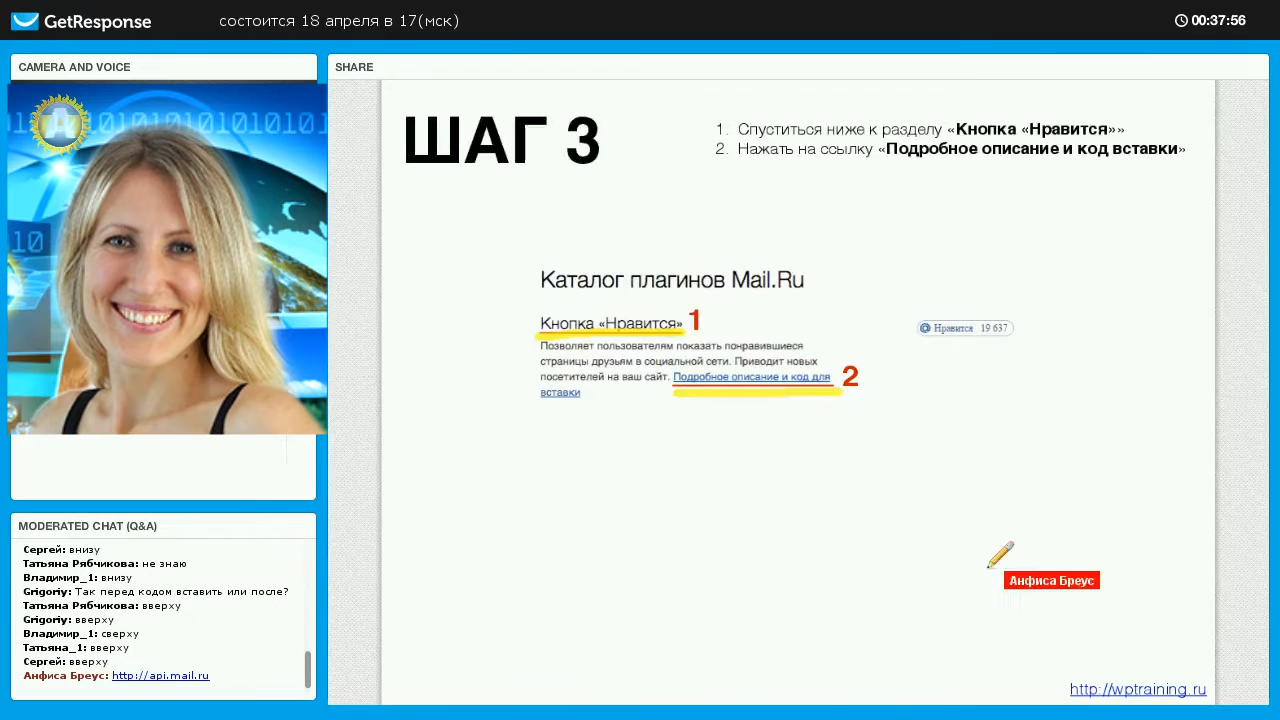 GetResponse
состоится 18 апреля в 17(мск)
00:37:56
CAMERA AND VOICE
SHARE
ШАГ 3
1. Спуститься ниже к разделу «Кнопка «Нравится»»
2. Нажать на ссылку «Подробное описание и код вставки»
Каталог плагинов Mail.Ru
Кнопка «Нравится» 1
Нравится 19 637
Позволяет пользователям показать понравившиеся
страницы друзьям в социальной сети. Приводит новых
посетителей на ваш сайт. Подробное описание и код для 2
вставки
MODERATED CHAT (Q&A)
Сергей: внизу
Татьяна Рябчикова: не знаю
Владимир_1: внизу
Grigoriy: Так перед кодом вставить или после?
Татьяна Рябчикова: вверху
Grigoriy: вверху
Владимир_1: сверху
Татьяна_1: вверху
Сергей: вверху
Анфиса Бреус: http://api.mail.ru
Анфиса Бреус
http://wptraining.ru